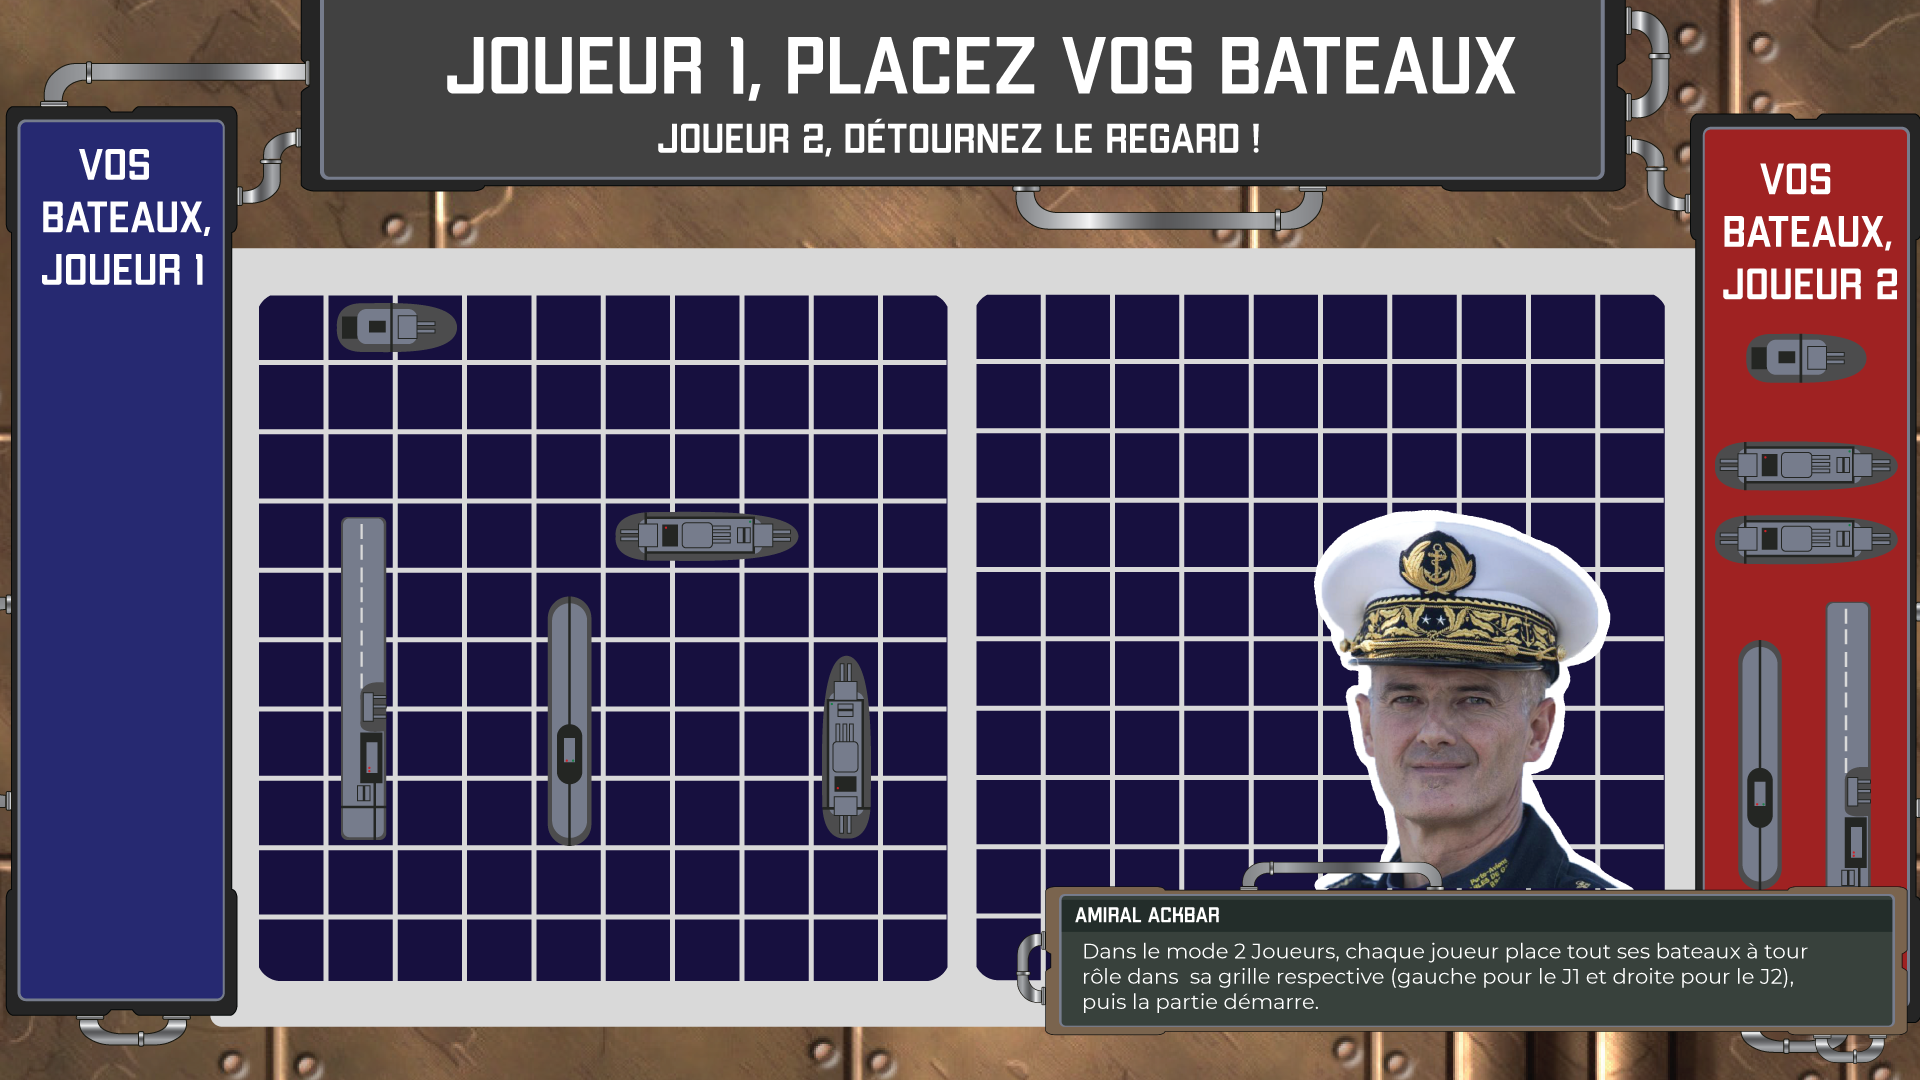 JOUEUR 1, PLACEZ VOS BATEAUX
JOUEUR 2, DÉTOURNEZ LE REGARD !
VOS
BATEAUX,
JOUEUR 1
VOS
BATEAUX,
JOUEUR 2
AMIRAL ACKBAR
Dans le mode 2 Joueurs, chaque joueur place tout ses bateaux à tour
rôle dans sa grille respective (gauche pour le J1 et droite pour le J2),
puis la partie démarre.